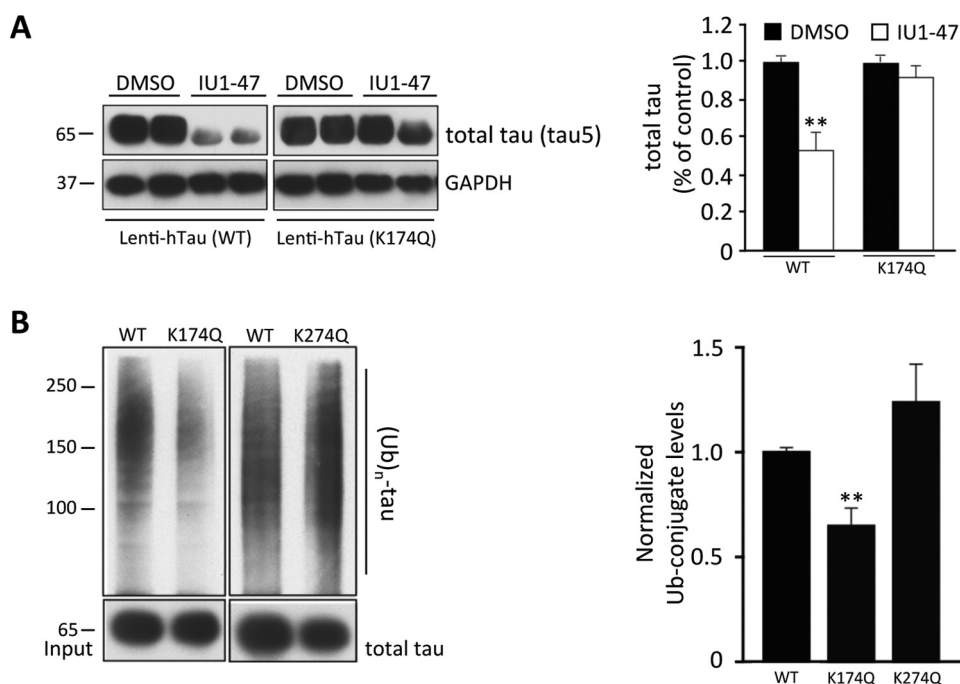 A
DMSO IU1-47 DMSO IU1-47
65 — total tau (tau5)
37 — GAPDH
Lenti-hTau (WT) Lenti-hTau (K174Q)
DMSO IU1-47
total tau
(% of control)
1.2
1.0
0.8
0.6
0.4
0.2
0
**
WT K174Q
B
WT K174Q WT K274Q
250 —
150 —
100 —
(Ub)n-tau
65 —
Input total tau
Normalized
Ub-conjugate levels
1.5
1.0
0.5
0
**
WT K174Q K274Q